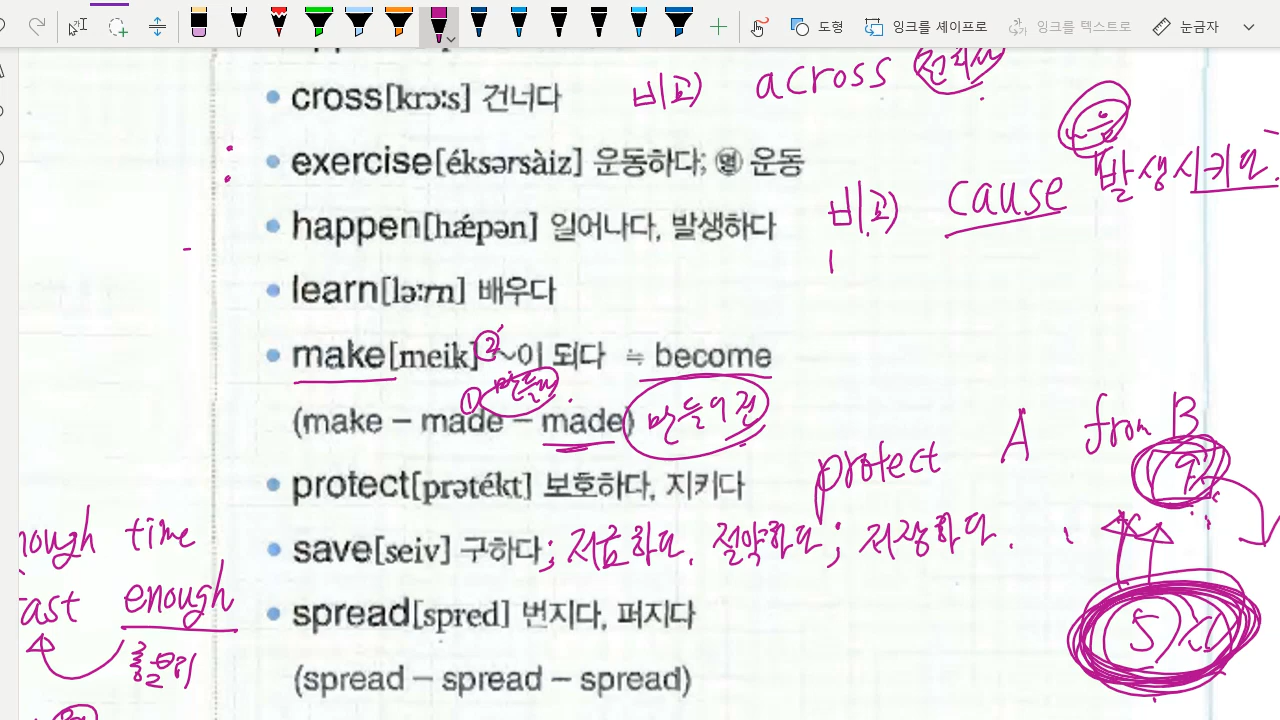 도형 잉크를 셰이프로 잉크를 텍스트로 눈금자
cross[krɔːs] 건너다 비교) across 전치사
exercise[éksərsàiz] 운동하다; 명 운동
비교) cause 발생시키다.
happen[hǽpən] 일어나다, 발생하다
learn[ləːrn] 배우다
make[meik] ② ~이 되다 ≒ become
① 만들다.
(make – made – made) 만들어진
protect A from B
protect[prətékt] 보호하다, 지키다
enough time
save[seiv] 구하다; 저금하다. 절약하다; 저장하다.
fast enough
spread[spred] 번지다, 퍼지다
(spread – spread – spread)